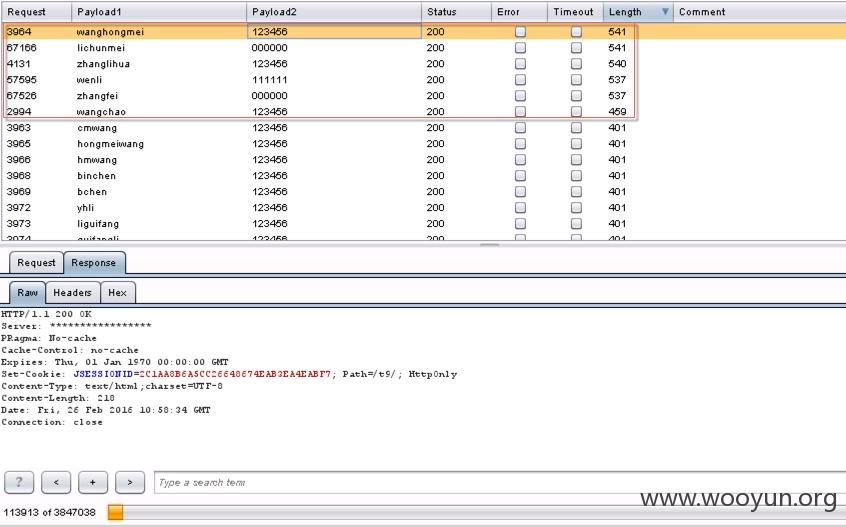 Request Payload1 Payload2 Status Error Timeout Length Comment
3964 wanghongmei 123456 200 541
67166 lichunmei 000000 200 541
4131 zhanglihua 123456 200 540
57595 wenli 111111 200 537
67526 zhangfei 000000 200 537
2994 wangchao 123456 200 459
3963 cmwang 123456 200 401
3965 hongmeiwang 123456 200 401
3966 hmwang 123456 200 401
3968 binchen 123456 200 401
3969 bchen 123456 200 401
3972 yhli 123456 200 401
3973 liguifang 123456 200 401
3974 guifangli 123456 200 401
Request Response
Raw Headers Hex
HTTP/1.1 200 OK
Server: *****************
PRagma: No-cache
Cache-Control: no-cache
Expires: Thu, 01 Jan 1970 00:00:00 GMT
Set-Cookie: JSESSIONID=2C1AA8B6A5CC26648674EAB3EA4EABF7; Path=/t9/; HttpOnly
Content-Type: text/html;charset=UTF-8
Content-Length: 218
Date: Fri, 26 Feb 2016 10:58:34 GMT
Connection: close
? < + > Type a search term
113913 of 3847038
www.wooyun.org